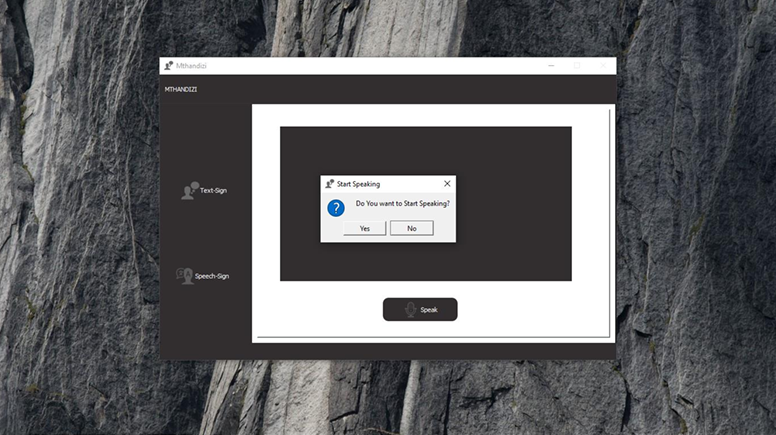 Mthandizi
MTHANDIZI
Text-Sign
Start Speaking
Do You want to Start Speaking?
Yes No
Speech-Sign
Speak